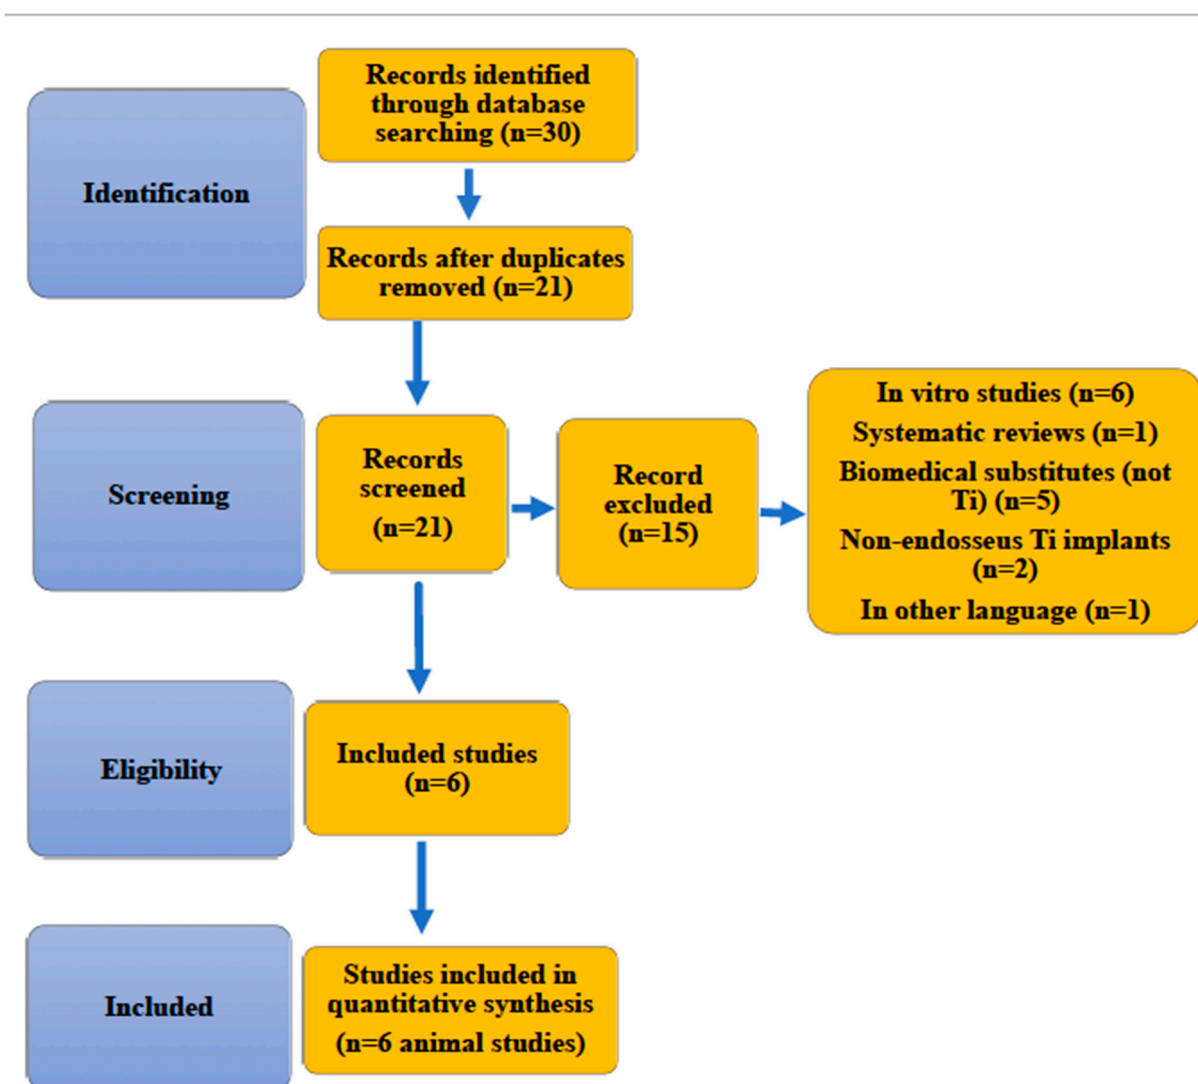 Identification
Records identified
through database
searching (n=30)
Records after duplicates
removed (n=21)
Screening
Records
screened
(n=21)
Record
excluded
(n=15)
In vitro studies (n=6)
Systematic reviews (n=1)
Biomedical substitutes (not
Ti) (n=5)
Non-endosseus Ti implants
(n=2)
In other language (n=1)
Eligibility
Included studies
(n=6)
Included
Studies included in
quantitative synthesis
(n=6 animal studies)